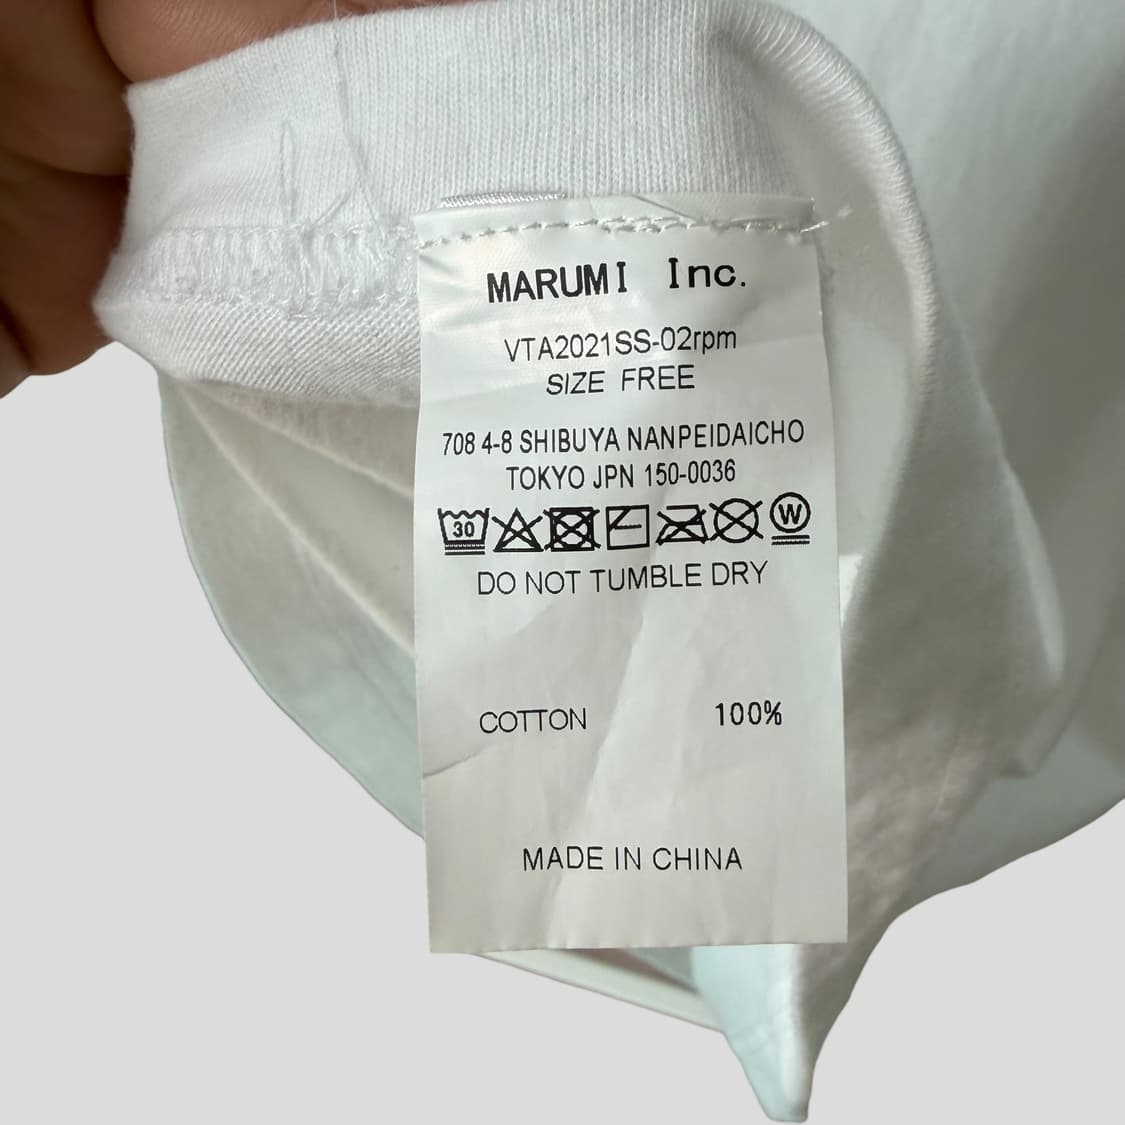 MARUMI Inc.
VTA2021SS-02rpm
SIZE FREE
708 4-8 SHIBUYA NANPEIDAICHO
TOKYO JPN 150-0036
30 W
DO NOT TUMBLE DRY
COTTON 100%
MADE IN CHINA